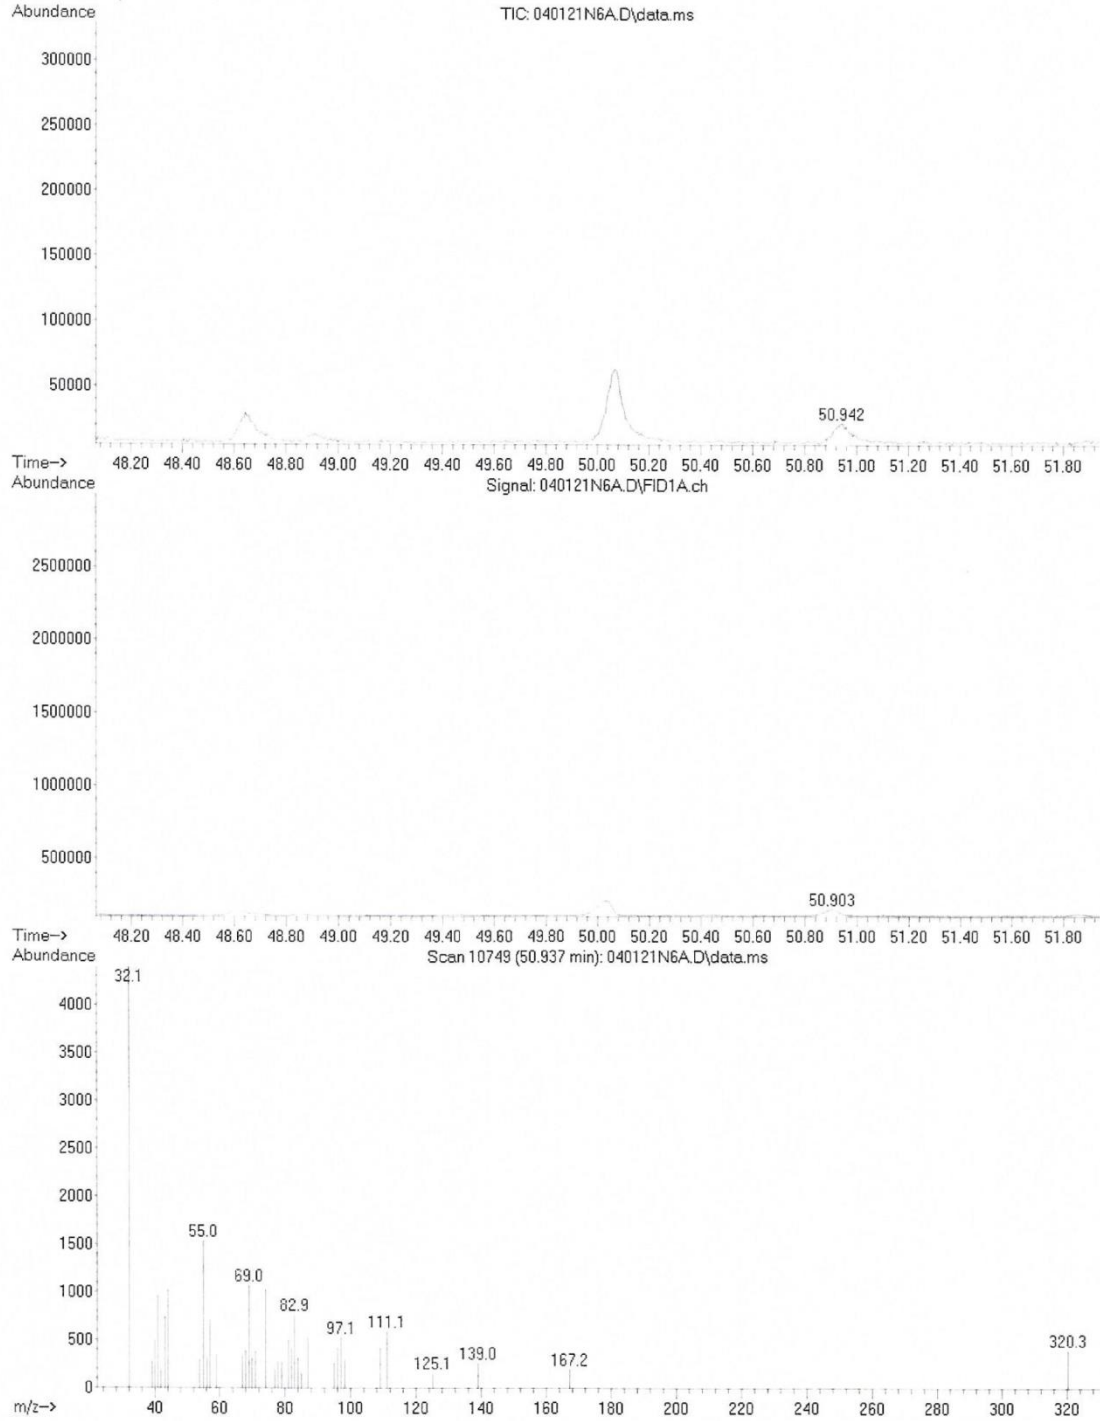 Abundance
TIC: 040121N6A.D\data.ms
300000
250000
200000
150000
100000
50000
50.942
48.20 48.40 48.60 48.80 49.00 49.20 49.40 49.60 49.80 50.00 50.20 50.40 50.60 50.80 51.00 51.20 51.40 51.60 51.80
Time-->
Abundance
Signal: 040121N6A.D\FID1A.ch
2500000
2000000
1500000
1000000
500000
50.903
48.20 48.40 48.60 48.80 49.00 49.20 49.40 49.60 49.80 50.00 50.20 50.40 50.60 50.80 51.00 51.20 51.40 51.60 51.80
Time-->
Abundance
Scan 10749 (50.937 min): 040121N6A.D\data.ms
32.1
4000
3500
3000
2500
2000
1500
55.0
69.0
1000
82.9
97.1
111.1
500
125.1
139.0
167.2
320.3
0
m/z-->
40 60 80 100 120 140 160 180 200 220 240 260 280 300 320